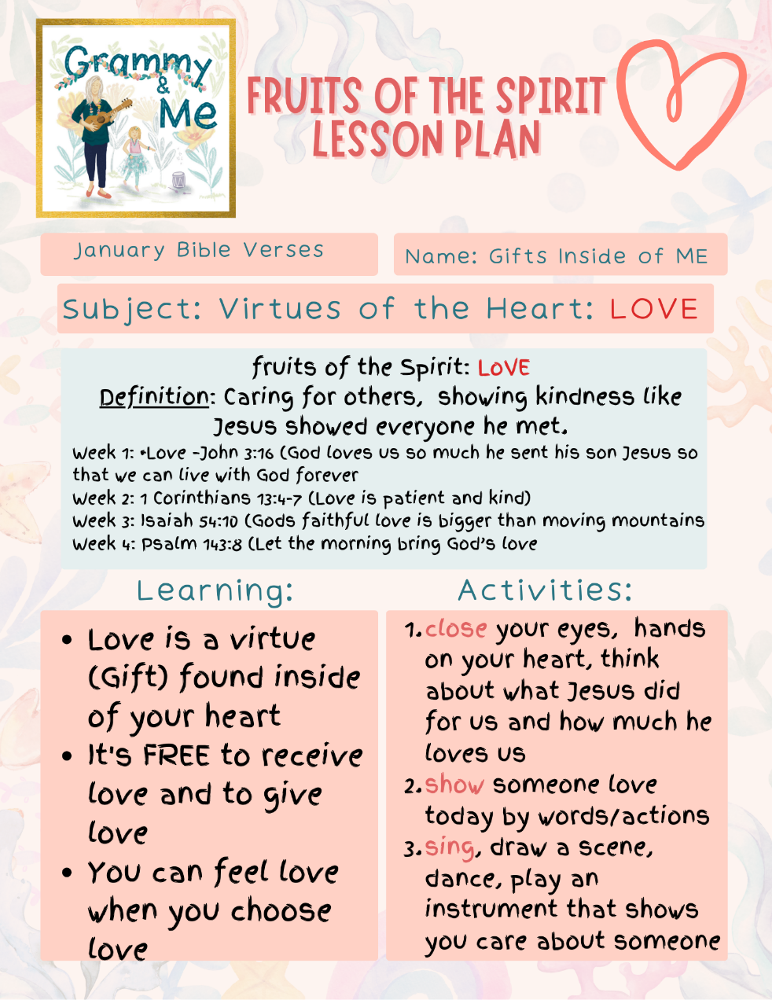 Grammy
&
Me
FRUITS OF THE SPIRIT
LESSON PLAN
January Bible Verses
Name: Gifts Inside of ME
Subject: Virtues of the Heart: LOVE
fruits of the Spirit: LOVE
Definition: Caring for others, showing kindness like
Jesus showed everyone he met.
Week 1: •Love -John 3:16 (God loves us so much he sent his son Jesus so
that we can live with God forever
Week 2: 1 Corinthians 13:4-7 (Love is patient and kind)
Week 3: Isaiah 54:10 (Gods faithful love is bigger than moving mountains
Week 4: Psalm 143:8 (Let the morning bring God's love
Learning:
• Love is a virtue
(Gift) found inside
of your heart
• It's FREE to receive
love and to give
love
• You can feel love
when you choose
love
Activities:
1. close your eyes, hands
on your heart, think
about what Jesus did
for us and how much he
loves us
2. show someone love
today by words/actions
3. sing, draw a scene,
dance, play an
instrument that shows
you care about someone